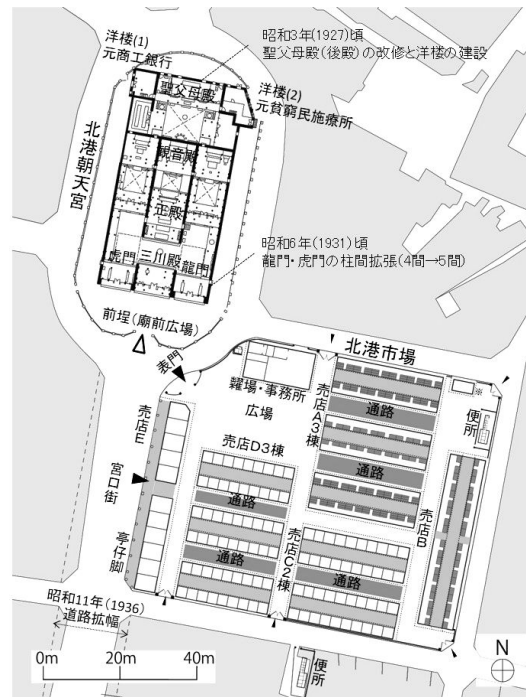 昭和3年(1927)頃
聖父母殿(後殿)の改修と洋楼の建設
洋楼(1)
元商工銀行
聖父母殿
洋楼(2)
元貧窮民施療所
北港朝天宮
観音殿
正殿
昭和6年(1931)頃
龍門・虎門の柱間拡張(4間→5間)
虎門
三川殿
龍門
前埕(廟前広場)
表門
北港市場
糶場・事務所
広場
売店A3棟
通路
通路
※
便所
売店E
売店D3棟
宮口街
通路
通路
売店C2棟
通路
売店B
亭仔脚
昭和11年(1936)
道路拡幅
0m 20m 40m
便所
N